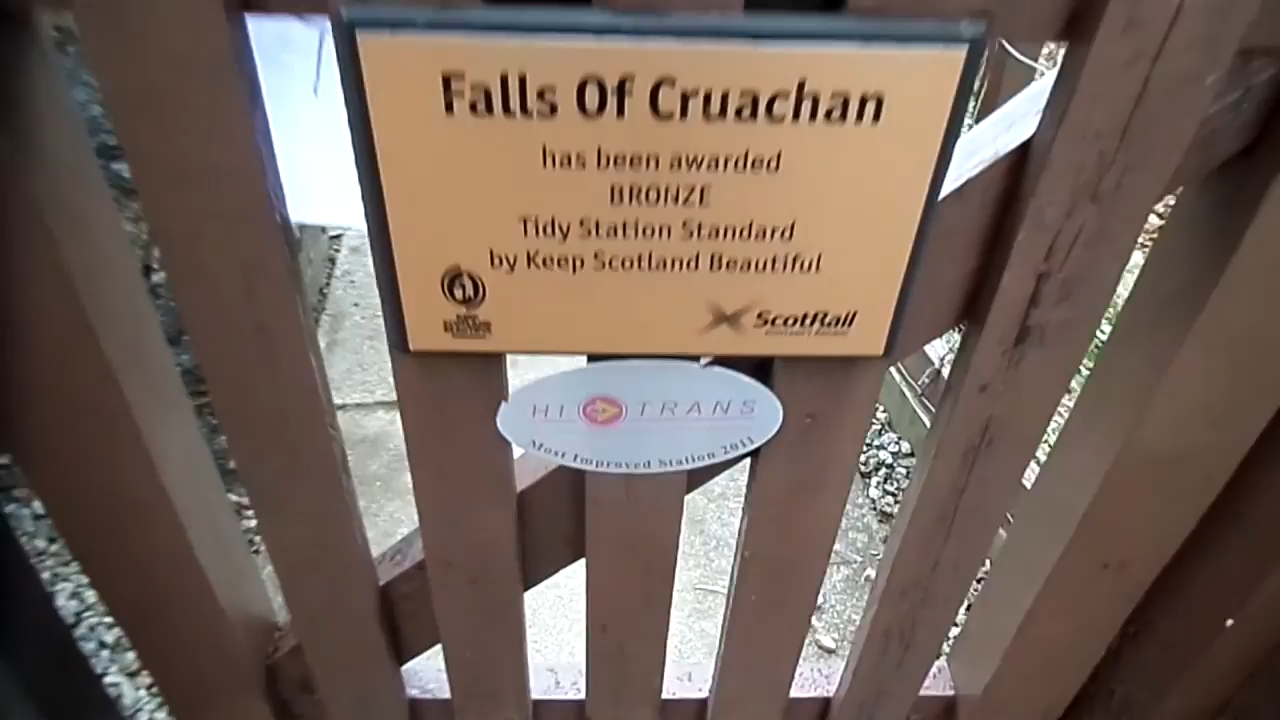 Falls Of Cruachan
has been awarded
BRONZE
Tidy Station Standard
by Keep Scotland Beautiful
ScotRail
HI TRANS
Most Improved Station 2011